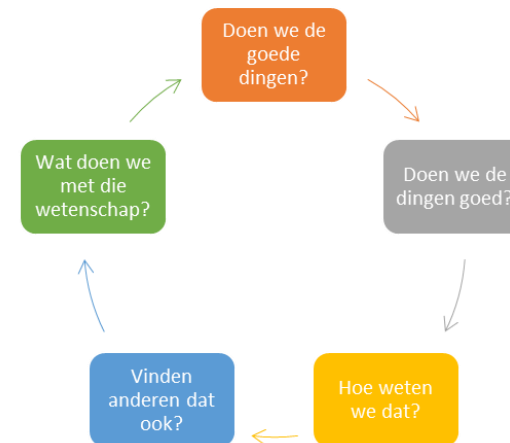 Doen we de
goede
dingen?
Doen we de
dingen goed?
Hoe weten
we dat?
Vinden
anderen dat
ook?
Wat doen we
met die
wetenschap?